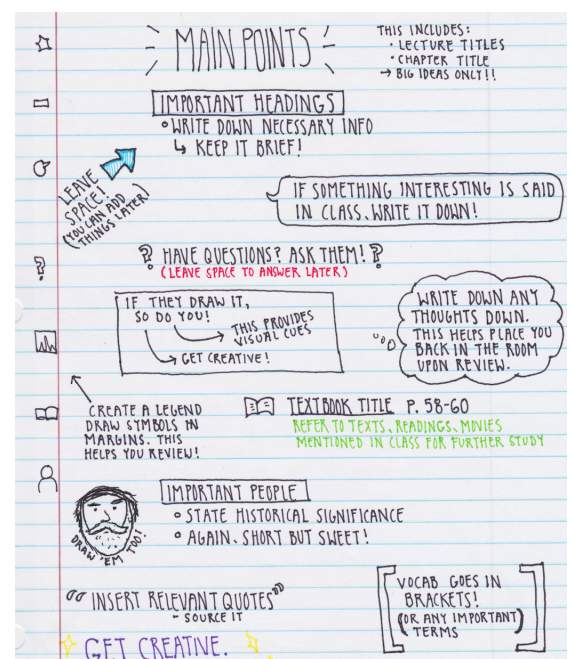 MAIN POINTS
THIS INCLUDES:
· LECTURE TITLES
· CHAPTER TITLE
→ BIG IDEAS ONLY!!
IMPORTANT HEADINGS
° WRITE DOWN NECESSARY INFO
↳ KEEP IT BRIEF!
LEAVE
SPACE!
(YOU CAN ADD
THINGS LATER)
IF SOMETHING INTERESTING IS SAID
IN CLASS, WRITE IT DOWN!
? HAVE QUESTIONS? ASK THEM! ?
(LEAVE SPACE TO ANSWER LATER)
?
IF THEY DRAW IT,
SO DO YOU!
→ THIS PROVIDES
VISUAL CUES
→ GET CREATIVE!
WRITE DOWN ANY
THOUGHTS DOWN.
THIS HELPS PLACE YOU
BACK IN THE ROOM
UPON REVIEW.
CREATE A LEGEND
DRAW SYMBOLS IN
MARGINS. THIS
HELPS YOU REVIEW!
TEXTBOOK TITLE P. 58-60
REFER TO TEXTS, READINGS, MOVIES
MENTIONED IN CLASS FOR FURTHER STUDY
IMPORTANT PEOPLE
° STATE HISTORICAL SIGNIFICANCE
° AGAIN, SHORT BUT SWEET!
DRAW 'EM TOO!
"INSERT RELEVANT QUOTES"
- SOURCE IT
VOCAB GOES IN
BRACKETS!
(OR ANY IMPORTANT)
TERMS
GET CREATIVE.